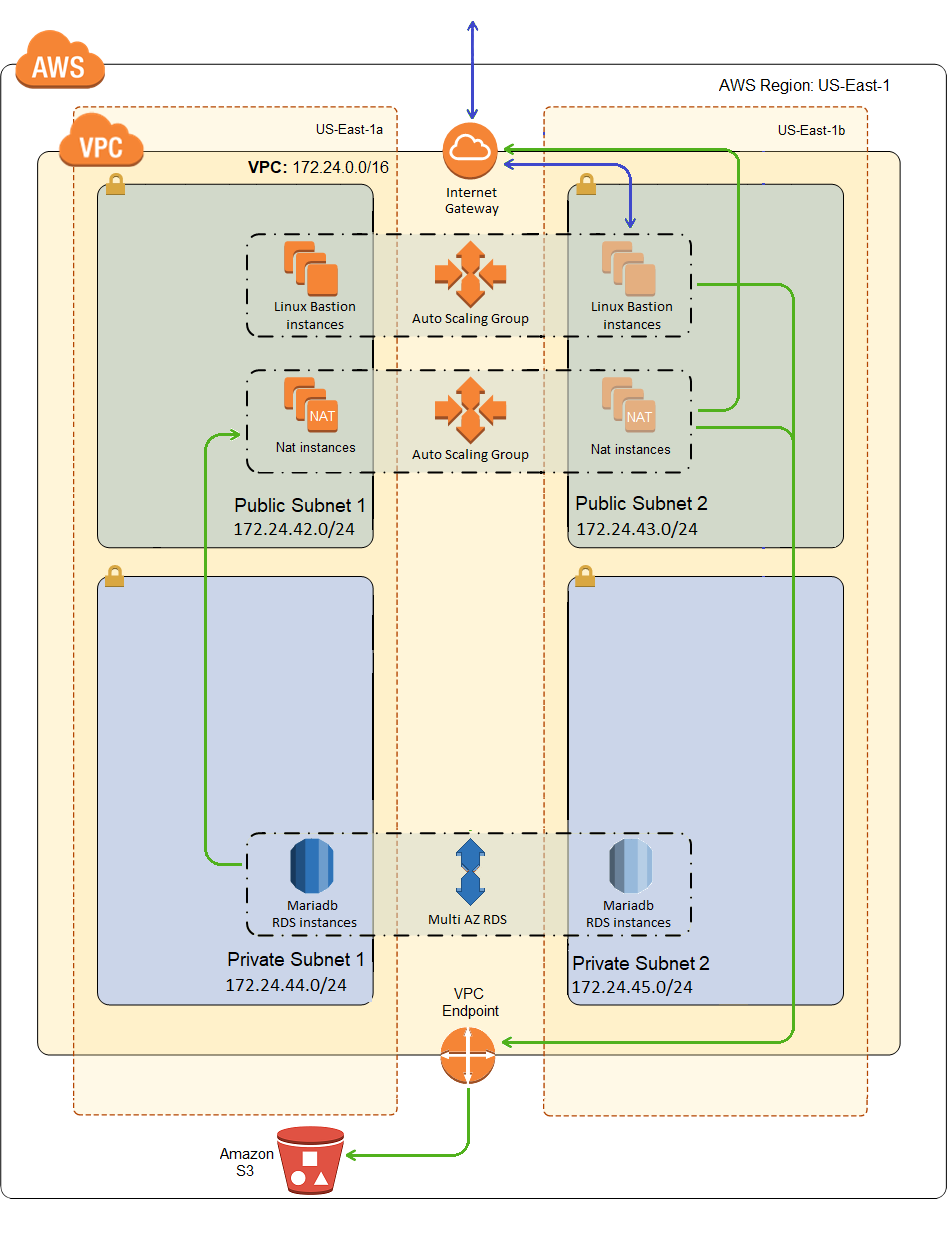 AWS
AWS Region: US-East-1
US-East-1a
US-East-1b
VPC
VPC: 172.24.0.0/16
Internet
Gateway
Linux Bastion
instances
Auto Scaling Group
Linux Bastion
instances
NAT
Nat instances
Auto Scaling Group
NAT
Nat instances
Public Subnet 1
172.24.42.0/24
Public Subnet 2
172.24.43.0/24
Mariadb
RDS instances
Multi AZ RDS
Mariadb
RDS instances
Private Subnet 1
172.24.44.0/24
Private Subnet 2
172.24.45.0/24
VPC
Endpoint
Amazon
S3